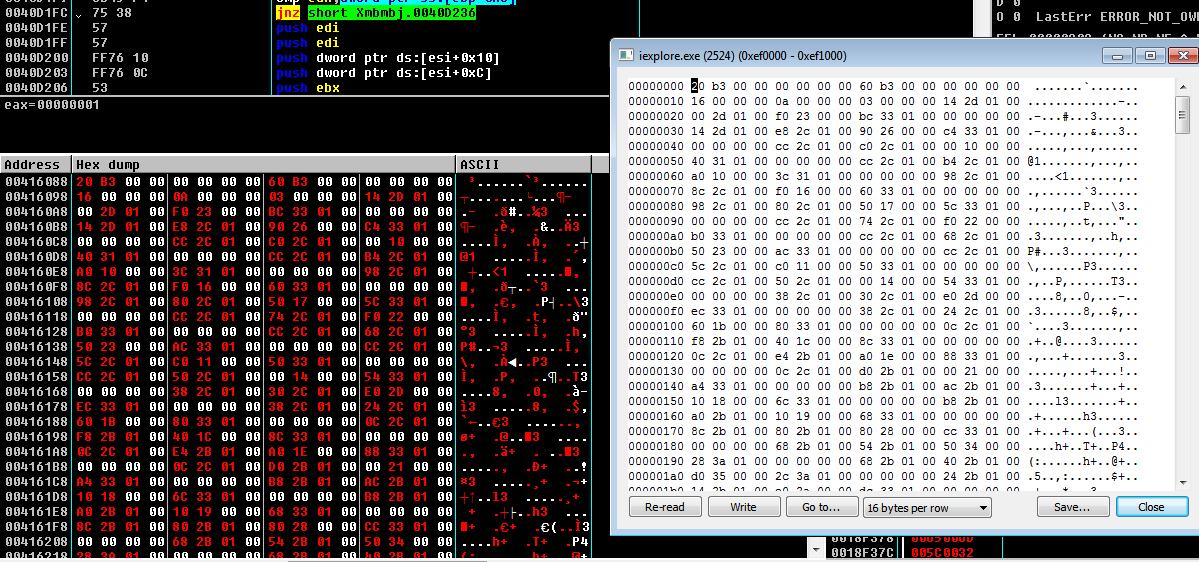 0040D1FC 75 38 jnz short Xmbmbj.0040D236
0040D1FE 57 push edi
0040D1FF 57 push edi
0040D200 FF76 10 push dword ptr ds:[esi+0x10]
0040D203 FF76 0C push dword ptr ds:[esi+0xC]
0040D206 53 push ebx
eax=00000001
Address Hex dump ASCII
00416088 20 B3 00 00 00 00 00 00 60 B3 00 00 00 00 00 00
00416098 16 00 00 00 0A 00 00 00 03 00 00 00 14 2D 01 00
004160A8 00 2D 01 00 F0 23 00 00 BC 33 01 00 00 00 00 00
004160B8 14 2D 01 00 E8 2C 01 00 90 26 00 00 C4 33 01 00
004160C8 00 00 00 00 CC 2C 01 00 C0 2C 01 00 00 10 00 00
004160D8 40 31 01 00 00 00 00 00 CC 2C 01 00 B4 2C 01 00
004160E8 A0 10 00 00 3C 31 01 00 00 00 00 00 98 2C 01 00
004160F8 8C 2C 01 00 F0 16 00 00 60 33 01 00 00 00 00 00
00416108 98 2C 01 00 80 2C 01 00 50 17 00 00 5C 33 01 00
00416118 00 00 00 00 CC 2C 01 00 74 2C 01 00 F0 22 00 00
00416128 B0 33 01 00 00 00 00 00 CC 2C 01 00 68 2C 01 00
00416138 50 23 00 00 AC 33 01 00 00 00 00 00 CC 2C 01 00
00416148 5C 2C 01 00 C0 11 00 00 50 33 01 00 00 00 00 00
00416158 CC 2C 01 00 50 2C 01 00 00 14 00 00 54 33 01 00
00416168 00 00 00 00 38 2C 01 00 30 2C 01 00 E0 2D 00 00
00416178 EC 33 01 00 00 00 00 00 38 2C 01 00 24 2C 01 00
00416188 60 1B 00 00 80 33 01 00 00 00 00 00 0C 2C 01 00
00416198 F8 2B 01 00 40 1C 00 00 8C 33 01 00 00 00 00 00
004161A8 0C 2C 01 00 E4 2B 01 00 A0 1E 00 00 88 33 01 00
004161B8 00 00 00 00 0C 2C 01 00 D0 2B 01 00 00 21 00 00
004161C8 A4 33 01 00 00 00 00 00 B8 2B 01 00 AC 2B 01 00
004161D8 10 18 00 00 6C 33 01 00 00 00 00 00 B8 2B 01 00
004161E8 A0 2B 01 00 10 19 00 00 68 33 01 00 00 00 00 00
004161F8 8C 2B 01 00 80 2B 01 00 80 28 00 00 CC 33 01 00
00416208 00 00 00 00 68 2B 01 00 54 2B 01 00 50 34 00 00
O 0 LastErr
iexplore.exe (2524) (0xef0000 - 0xef1000)
00000000 20 b3 00 00 00 00 00 00 60 b3 00 00 00 00 00 00 ........`.......
00000010 16 00 00 00 0a 00 00 00 03 00 00 00 14 2d 01 00 .............-..
00000020 00 2d 01 00 f0 23 00 00 bc 33 01 00 00 00 00 00 .-...#...3......
00000030 14 2d 01 00 e8 2c 01 00 90 26 00 00 c4 33 01 00 .-...,...&...3..
00000040 00 00 00 00 cc 2c 01 00 c0 2c 01 00 00 10 00 00 .....,...,......
00000050 40 31 01 00 00 00 00 00 cc 2c 01 00 b4 2c 01 00 @1.......,...,..
00000060 a0 10 00 00 3c 31 01 00 00 00 00 00 98 2c 01 00 ....<1.......,..
00000070 8c 2c 01 00 f0 16 00 00 60 33 01 00 00 00 00 00 .,......`3......
00000080 98 2c 01 00 80 2c 01 00 50 17 00 00 5c 33 01 00 .,...,..P...\3..
00000090 00 00 00 00 cc 2c 01 00 74 2c 01 00 f0 22 00 00 .....,..t,..."..
000000a0 b0 33 01 00 00 00 00 00 cc 2c 01 00 68 2c 01 00 .3.......,..h,..
000000b0 50 23 00 00 ac 33 01 00 00 00 00 00 cc 2c 01 00 P#...3.......,..
000000c0 5c 2c 01 00 c0 11 00 00 50 33 01 00 00 00 00 00 \,......P3......
000000d0 cc 2c 01 00 50 2c 01 00 00 14 00 00 54 33 01 00 .,..P,......T3..
000000e0 00 00 00 00 38 2c 01 00 30 2c 01 00 e0 2d 00 00 ....8,..0,...-..
000000f0 ec 33 01 00 00 00 00 00 38 2c 01 00 24 2c 01 00 .3......8,..$,..
00000100 60 1b 00 00 80 33 01 00 00 00 00 00 0c 2c 01 00 `....3.......,..
00000110 f8 2b 01 00 40 1c 00 00 8c 33 01 00 00 00 00 00 .+..@....3......
00000120 0c 2c 01 00 e4 2b 01 00 a0 1e 00 00 88 33 01 00 .,...+.......3..
00000130 00 00 00 00 0c 2c 01 00 d0 2b 01 00 00 21 00 00 .....,...+...!..
00000140 a4 33 01 00 00 00 00 00 b8 2b 01 00 ac 2b 01 00 .3.......+...+..
00000150 10 18 00 00 6c 33 01 00 00 00 00 00 b8 2b 01 00 ....l3.......+..
00000160 a0 2b 01 00 10 19 00 00 68 33 01 00 00 00 00 00 .+......h3......
00000170 8c 2b 01 00 80 2b 01 00 80 28 00 00 cc 33 01 00 .+...+...(...3..
00000180 00 00 00 00 68 2b 01 00 54 2b 01 00 50 34 00 00 ....h+..T+..P4..
00000190 28 3a 01 00 00 00 00 00 68 2b 01 00 40 2b 01 00 (:......h+..@+..
000001a0 d0 35 00 00 2c 3a 01 00 00 00 00 00 24 2b 01 00 .5..,:......$+..
Re-read Write Go to... 16 bytes per row Save... Close
0018F37C 005C0032